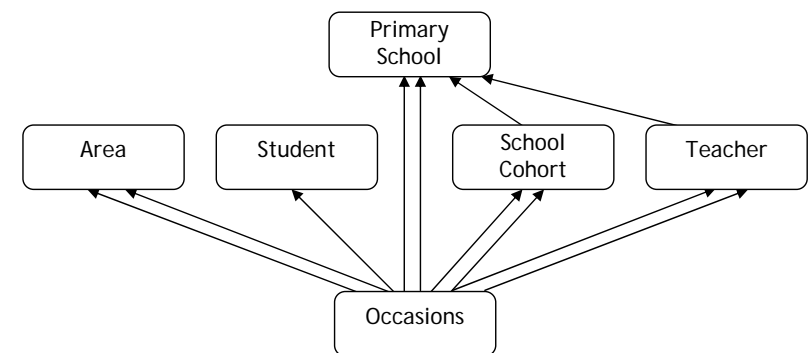 Primary
School
Area
Student
School
Cohort
Teacher
Occasions